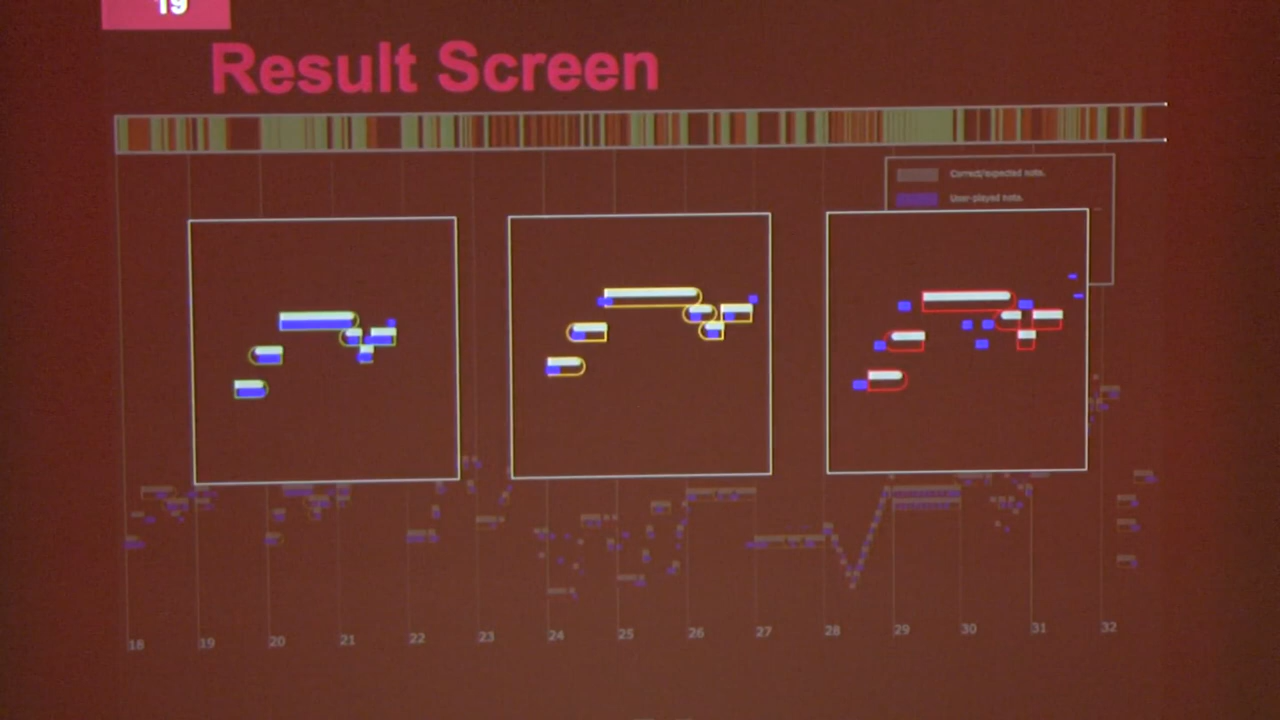 19
Result Screen
Correct/expected note.
User-played note.
18 19 20 21 22 23 24 25 26 27 28 29 30 31 32